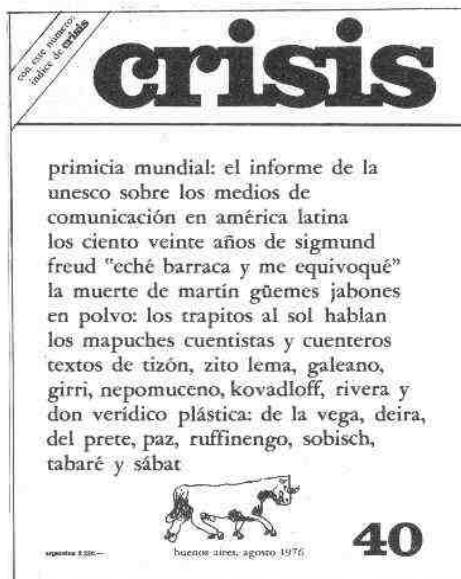 con este número:
índice de crisis
crisis
primicia mundial: el informe de la
unesco sobre los medios de
comunicación en américa latina
los ciento veinte años de sigmund
freud "eché barraca y me equivoqué"
la muerte de martín güemes jabones
en polvo: los trapitos al sol hablan
los mapuches cuentistas y cuenteros
textos de tizón, zito lema, galeano,
girri, nepomuceno, kovadloff, rivera y
don verídico plástica: de la vega, deira,
del prete, paz, ruffinengo, sobisch,
tabaré y sábat
argentina $
buenos aires, agosto 1976
40